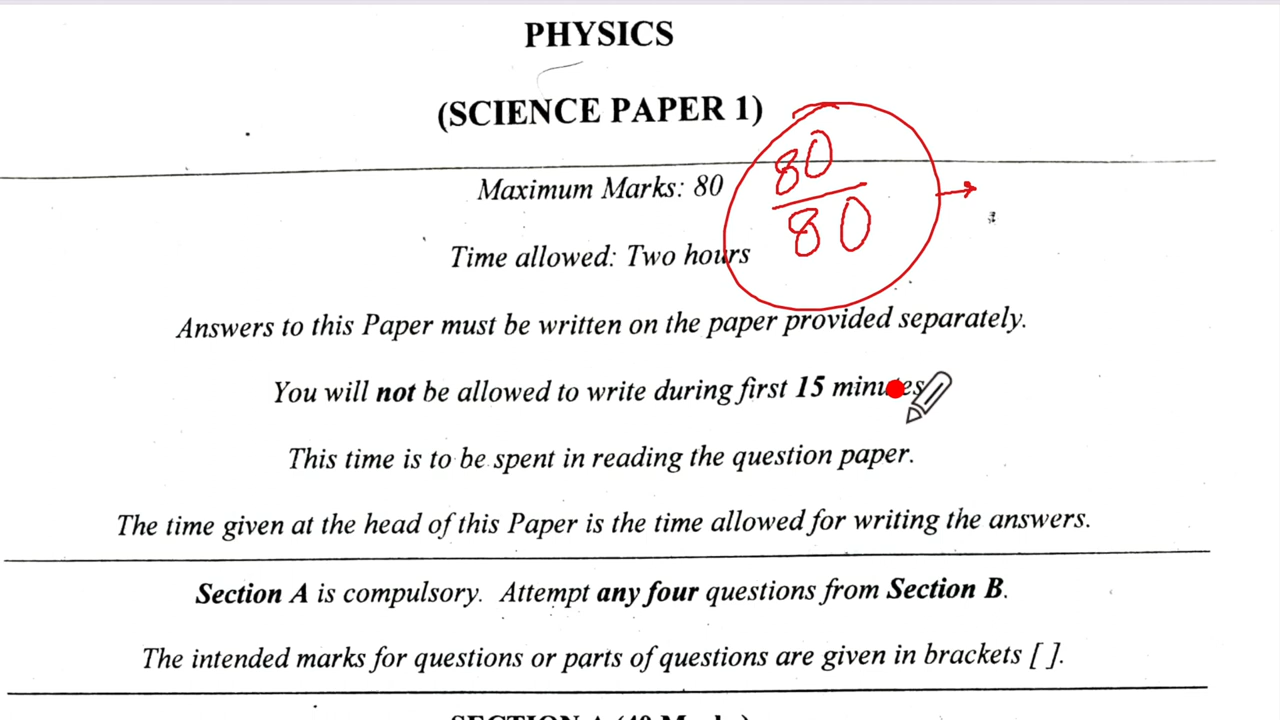 PHYSICS
(SCIENCE PAPER 1)
80
80
Maximum Marks: 80
Time allowed: Two hours
Answers to this Paper must be written on the paper provided separately.
You will not be allowed to write during first 15 minutes.
This time is to be spent in reading the question paper.
The time given at the head of this Paper is the time allowed for writing the answers.
Section A is compulsory. Attempt any four questions from Section B.
The intended marks for questions or parts of questions are given in brackets [ ].
SECTION A (40 Marks)